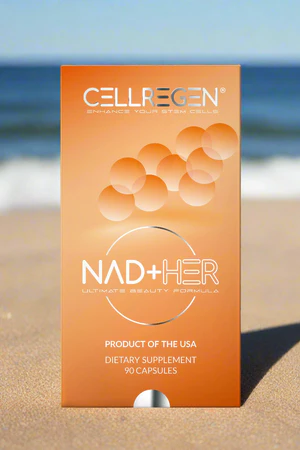 CELLREGEN®
ENHANCE YOUR STEM CELLS
NAD+HER
ULTIMATE BEAUTY FORMULA
PRODUCT OF THE USA
DIETARY SUPPLEMENT
90 CAPSULES